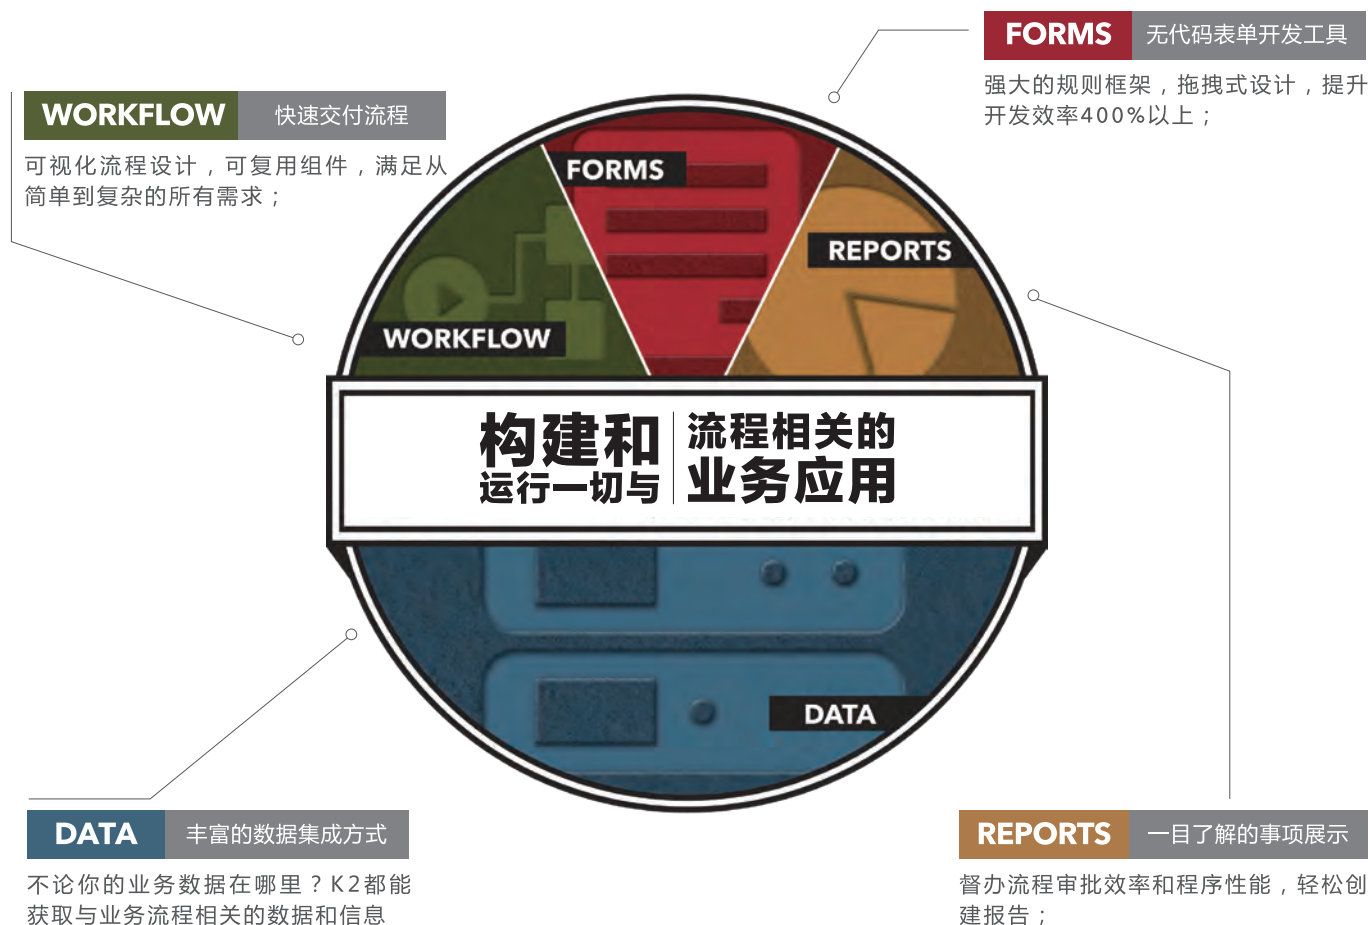 FORMS 无代码表单开发工具
强大的规则框架，拖拽式设计，提升
开发效率400%以上；
WORKFLOW 快速交付流程
可视化流程设计，可复用组件，满足从
简单到复杂的所有需求；
FORMS
REPORTS
WORKFLOW
构建和
运行一切与
流程相关的
业务应用
DATA
DATA 丰富的数据集成方式
不论你的业务数据在哪里？K2都能
获取与业务流程相关的数据和信息
REPORTS 一目了解的事项展示
督办流程审批效率和程序性能，轻松创
建报告；